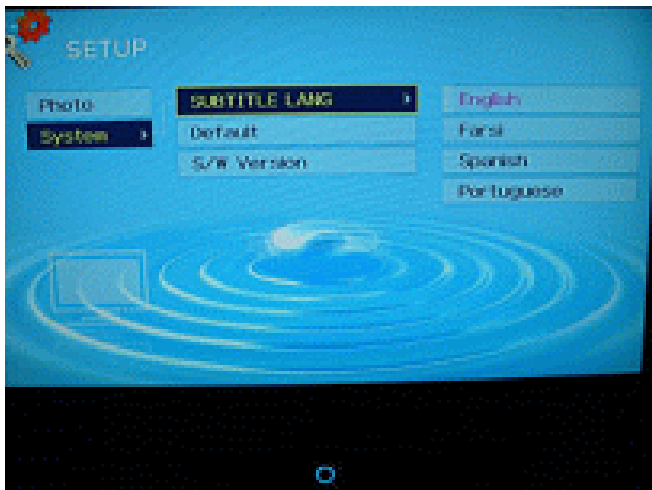 SETUP
Photo
System
SUBTITLE LANG
Default
S/W Version
English
Farsi
Spanish
Portuguese